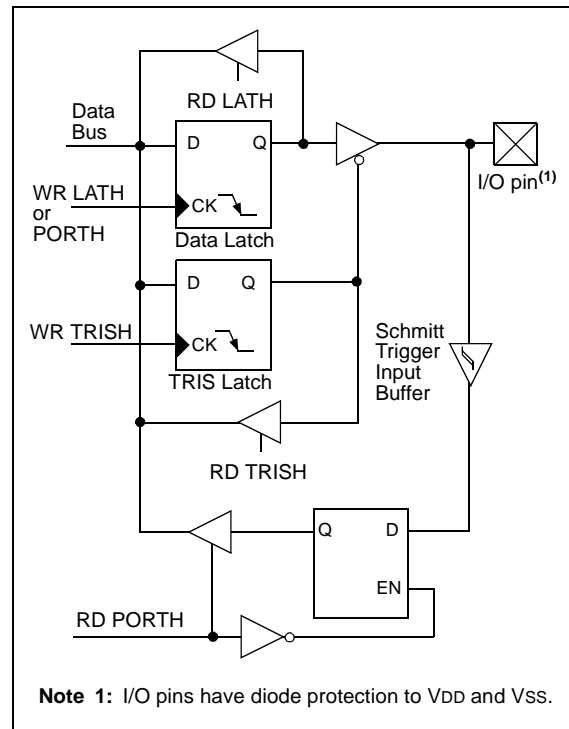 RD LATH
Data
Bus
D Q
WR LATH
or
PORTH
CK
Data Latch
I/O pin(1)
D Q
WR TRISH
CK
TRIS Latch
Schmitt
Trigger
Input
Buffer
RD TRISH
Q D
EN
RD PORTH
Note 1: I/O pins have diode protection to VDD and VSS.